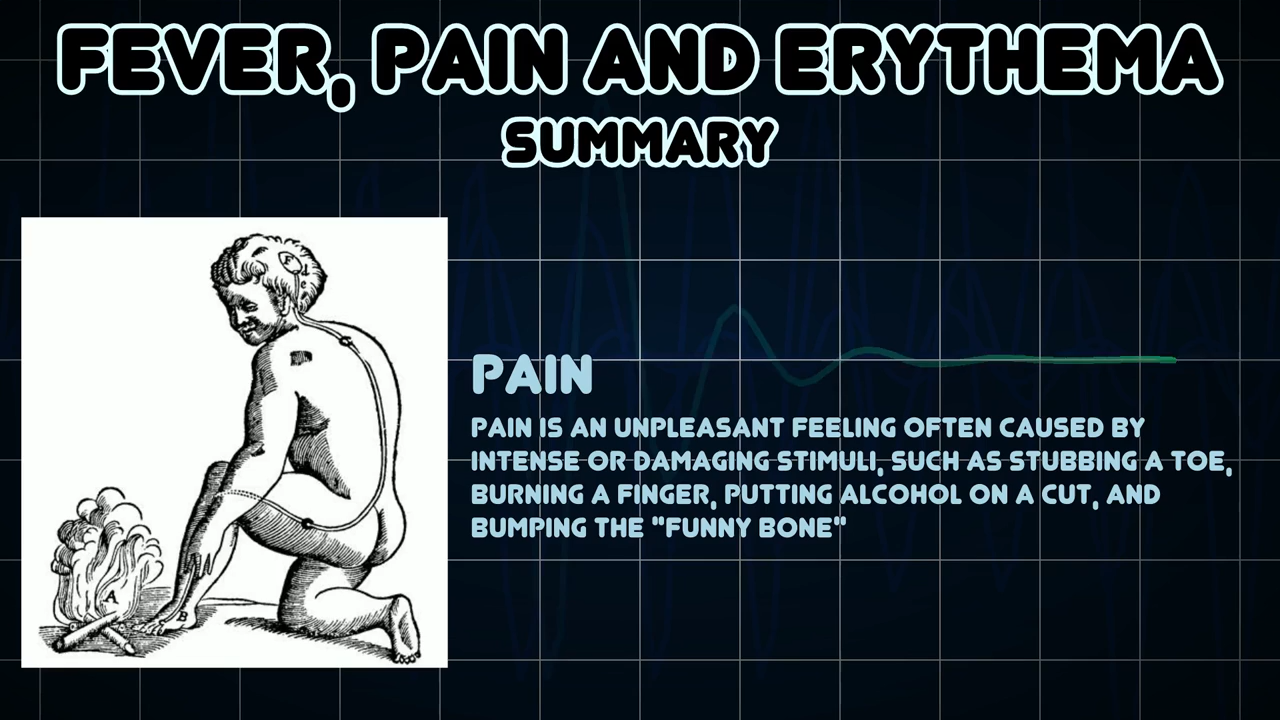 FEVER, PAIN AND ERYTHEMA
SUMMARY
PAIN
PAIN IS AN UNPLEASANT FEELING OFTEN CAUSED BY
INTENSE OR DAMAGING STIMULI, SUCH AS STUBBING A TOE,
BURNING A FINGER, PUTTING ALCOHOL ON A CUT, AND
BUMPING THE "FUNNY BONE"
A
B